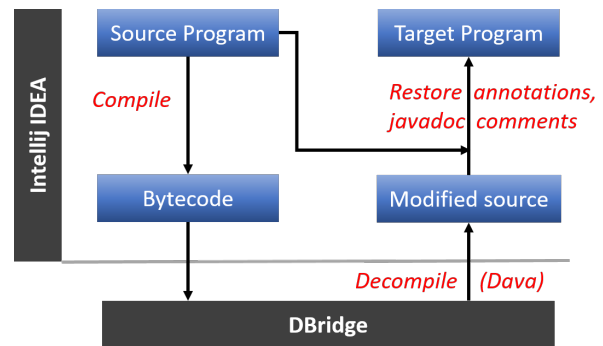 Source Program
Target Program
Compile
Restore annotations,
javadoc comments
Intellij IDEA
Bytecode
Modified source
Decompile (Dava)
DBridge